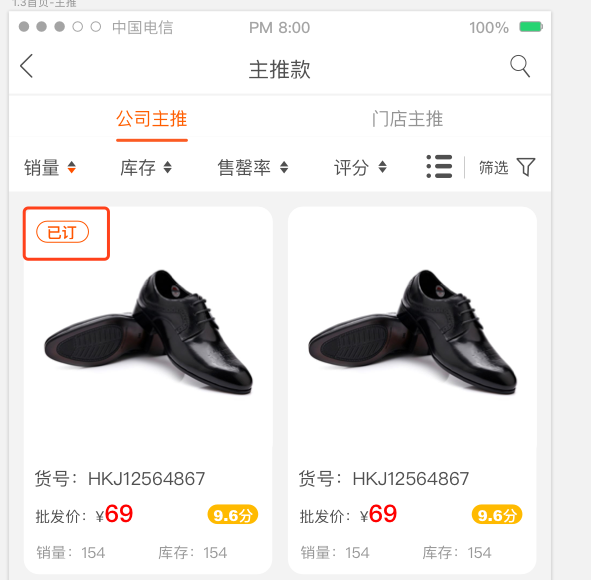 1.3首页-主推
中国电信 PM 8:00 100%
主推款
公司主推 门店主推
销量 库存 售罄率 评分 筛选
已订
货号：HKJ12564867 货号：HKJ12564867
批发价：¥69 9.6分 批发价：¥69 9.6分
销量：154 库存：154 销量：154 库存：154